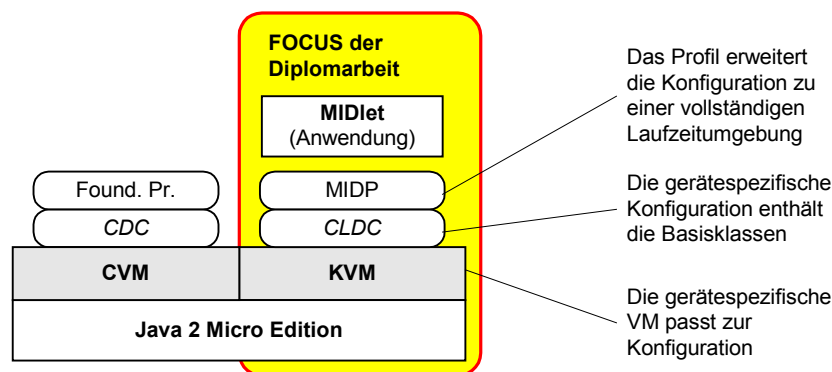 FOCUS der
Diplomarbeit
MIDlet
(Anwendung)
Found. Pr.
MIDP
CDC
CLDC
CVM
KVM
Java 2 Micro Edition
Das Profil erweitert
die Konfiguration zu
einer vollständigen
Laufzeitumgebung
Die gerätespezifische
Konfiguration enthält
die Basisklassen
Die gerätespezifische
VM passt zur
Konfiguration